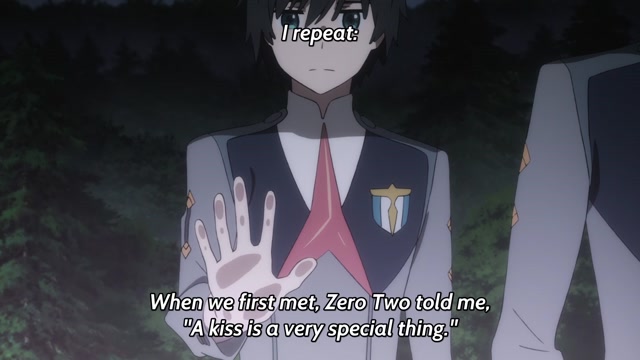 I repeat:
When we first met, Zero Two told me,
"A kiss is a very special thing."